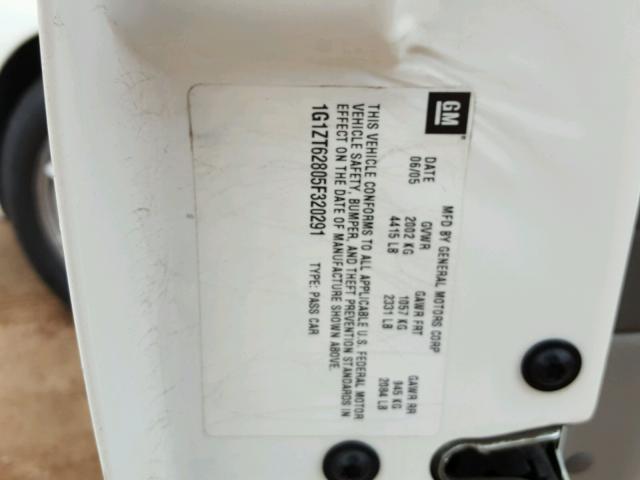 GM
MFD BY GENERAL MOTORS CORP
DATE GVWR GAWR FRT GAWR RR
06/05 2002 KG 1057 KG 945 KG
4415 LB 2331 LB 2084 LB
THIS VEHICLE CONFORMS TO ALL APPLICABLE U.S. FEDERAL MOTOR
VEHICLE SAFETY, BUMPER, AND THEFT PREVENTION STANDARDS IN
EFFECT ON THE DATE OF MANUFACTURE SHOWN ABOVE.
1G1ZT62805F320291 TYPE: PASS CAR